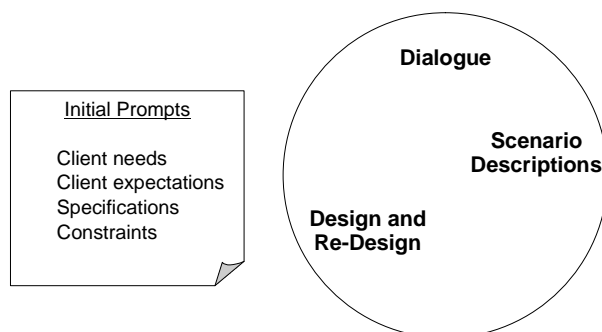 Initial Prompts
Client needs
Client expectations
Specifications
Constraints
Dialogue
Scenario
Descriptions
Design and
Re-Design